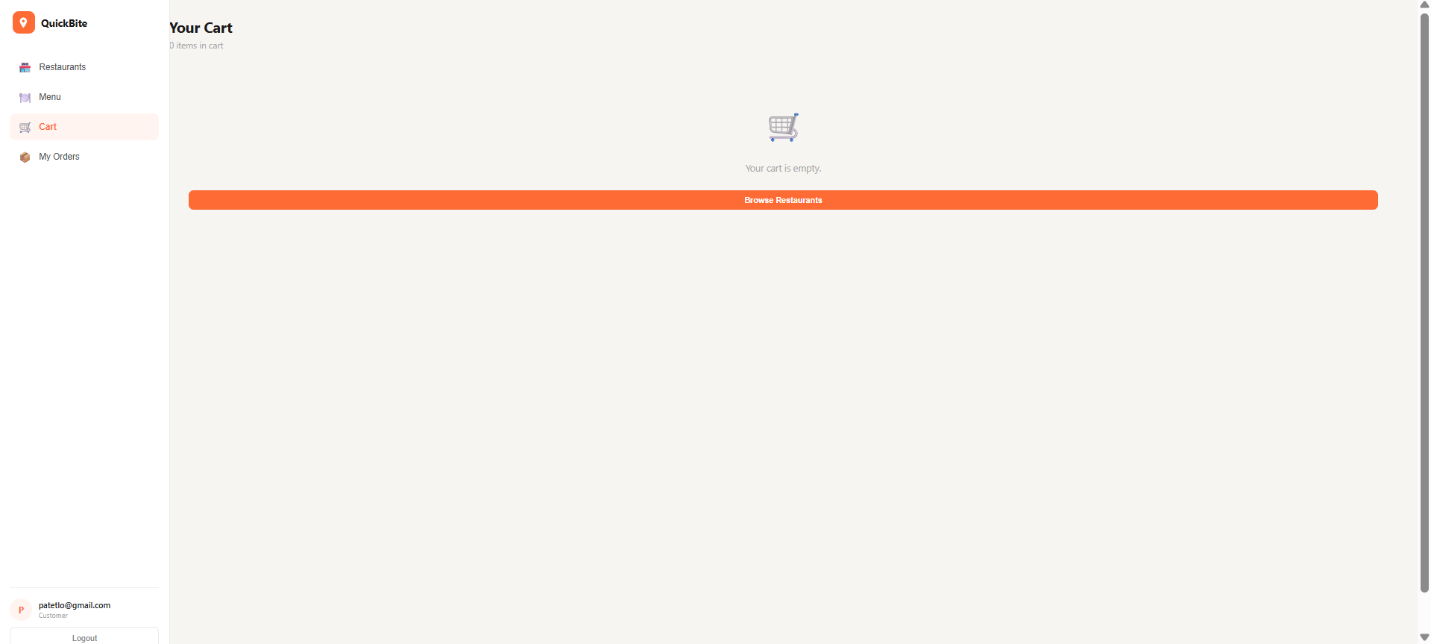 QuickBite
Restaurants
Menu
Cart
My Orders
P
patetlo@gmail.com
Customer
Logout
Your Cart
0 items in cart
Your cart is empty.
Browse Restaurants